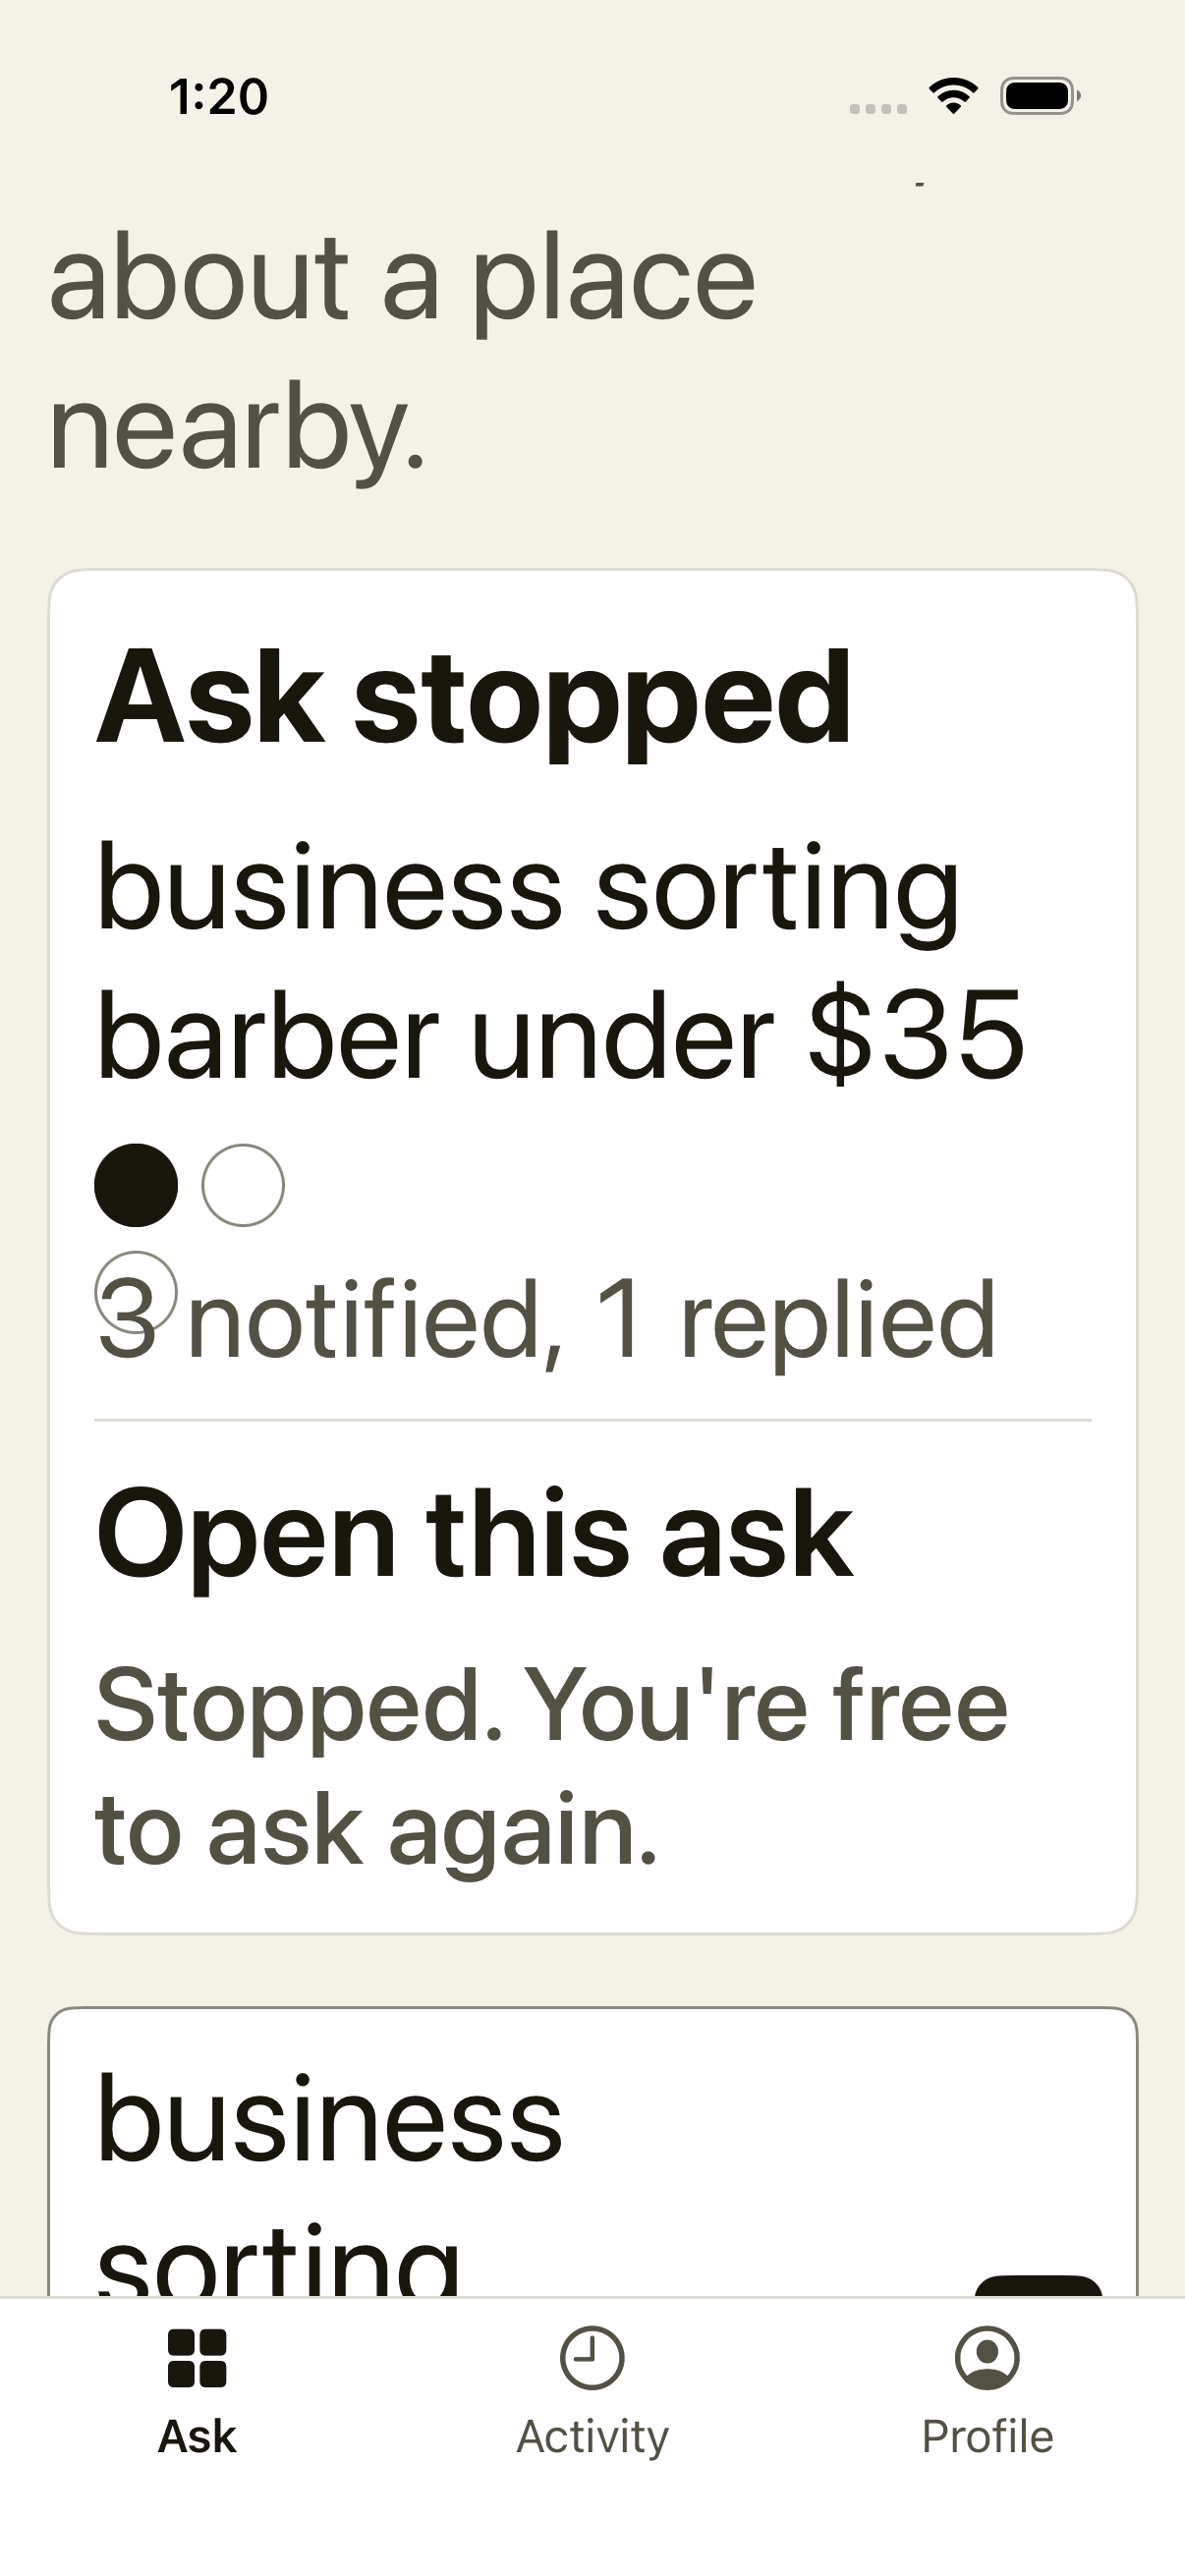 1:20
about a place
nearby.
Ask stopped
business sorting
barber under $35
3 notified, 1 replied
Open this ask
Stopped. You're free
to ask again.
business
sorting
Ask
Activity
Profile